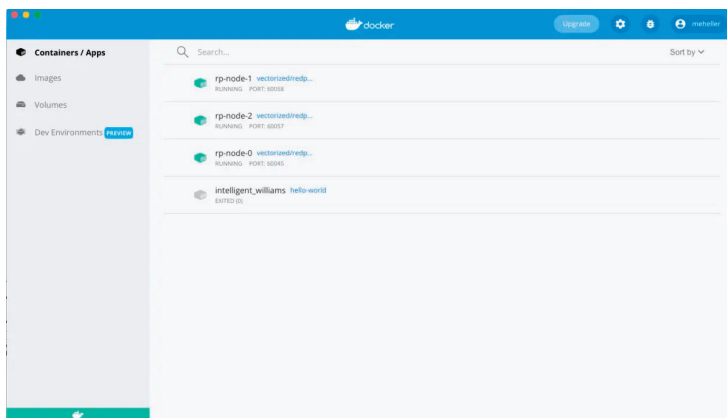 docker
Upgrade
meheller
Containers / Apps
Images
Volumes
Dev Environments PREVIEW
Search...
Sort by
rp-node-1 vectorized/redp...
RUNNING PORT: 60058
rp-node-2 vectorized/redp...
RUNNING PORT: 60057
rp-node-0 vectorized/redp...
RUNNING PORT: 60045
intelligent_williams hello-world
EXITED (0)